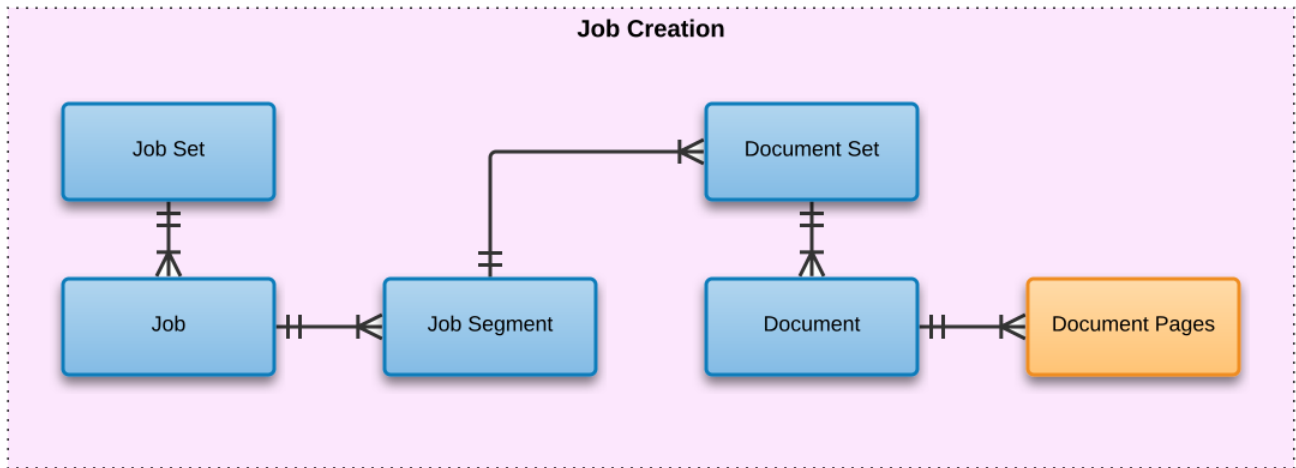 Job Creation
Job Set
Document Set
Job
Job Segment
Document
Document Pages